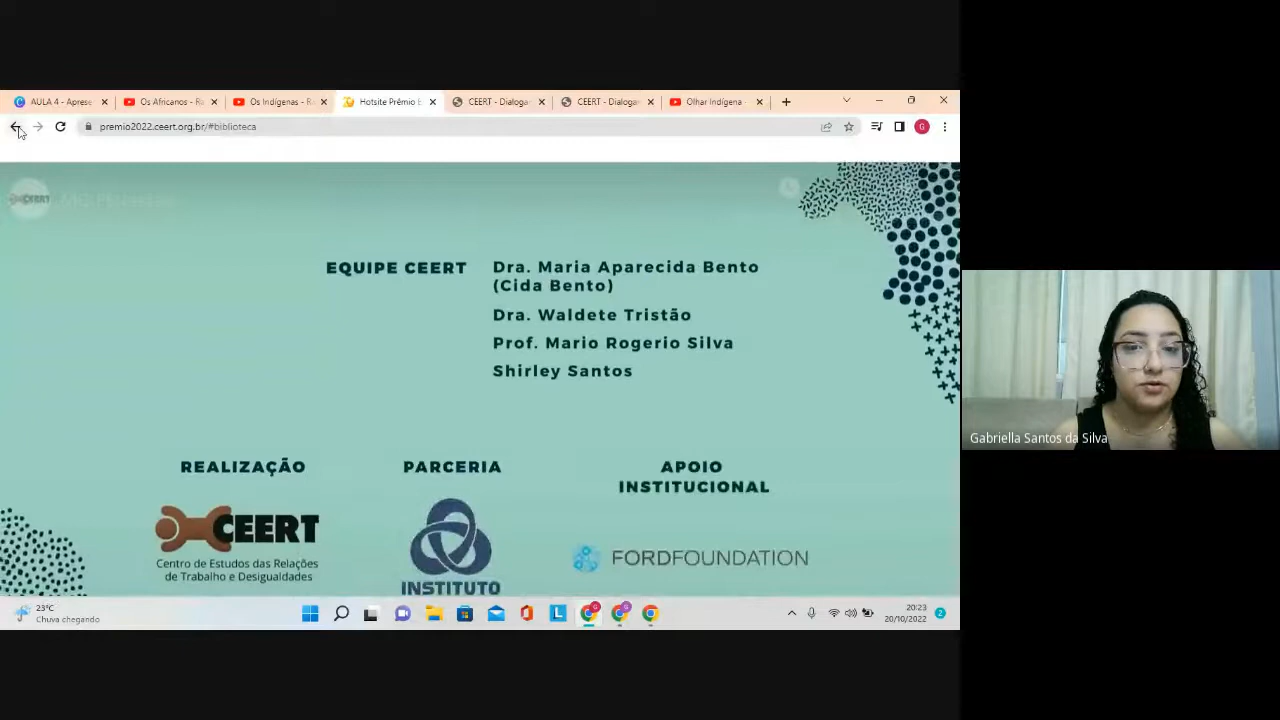 AULA 4 - Aprese
Os Africanos - R
Os Indígenas - R
Hotsite Prêmio E
CEERT - Dialoga
CEERT - Dialoga
Olhar Indígena -
premio2022.ceert.org.br/#biblioteca
G
CEERT
EQUIPE CEERT
Dra. Maria Aparecida Bento
(Cida Bento)
Dra. Waldete Tristão
Prof. Mario Rogerio Silva
Shirley Santos
REALIZAÇÃO
PARCERIA
APOIO
INSTITUCIONAL
CEERT
Centro de Estudos das Relações
de Trabalho e Desigualdades
INSTITUTO
FORDFOUNDATION
Gabriella Santos da Silva
23°C
Chuva chegando
L
20:23
20/10/2022
2